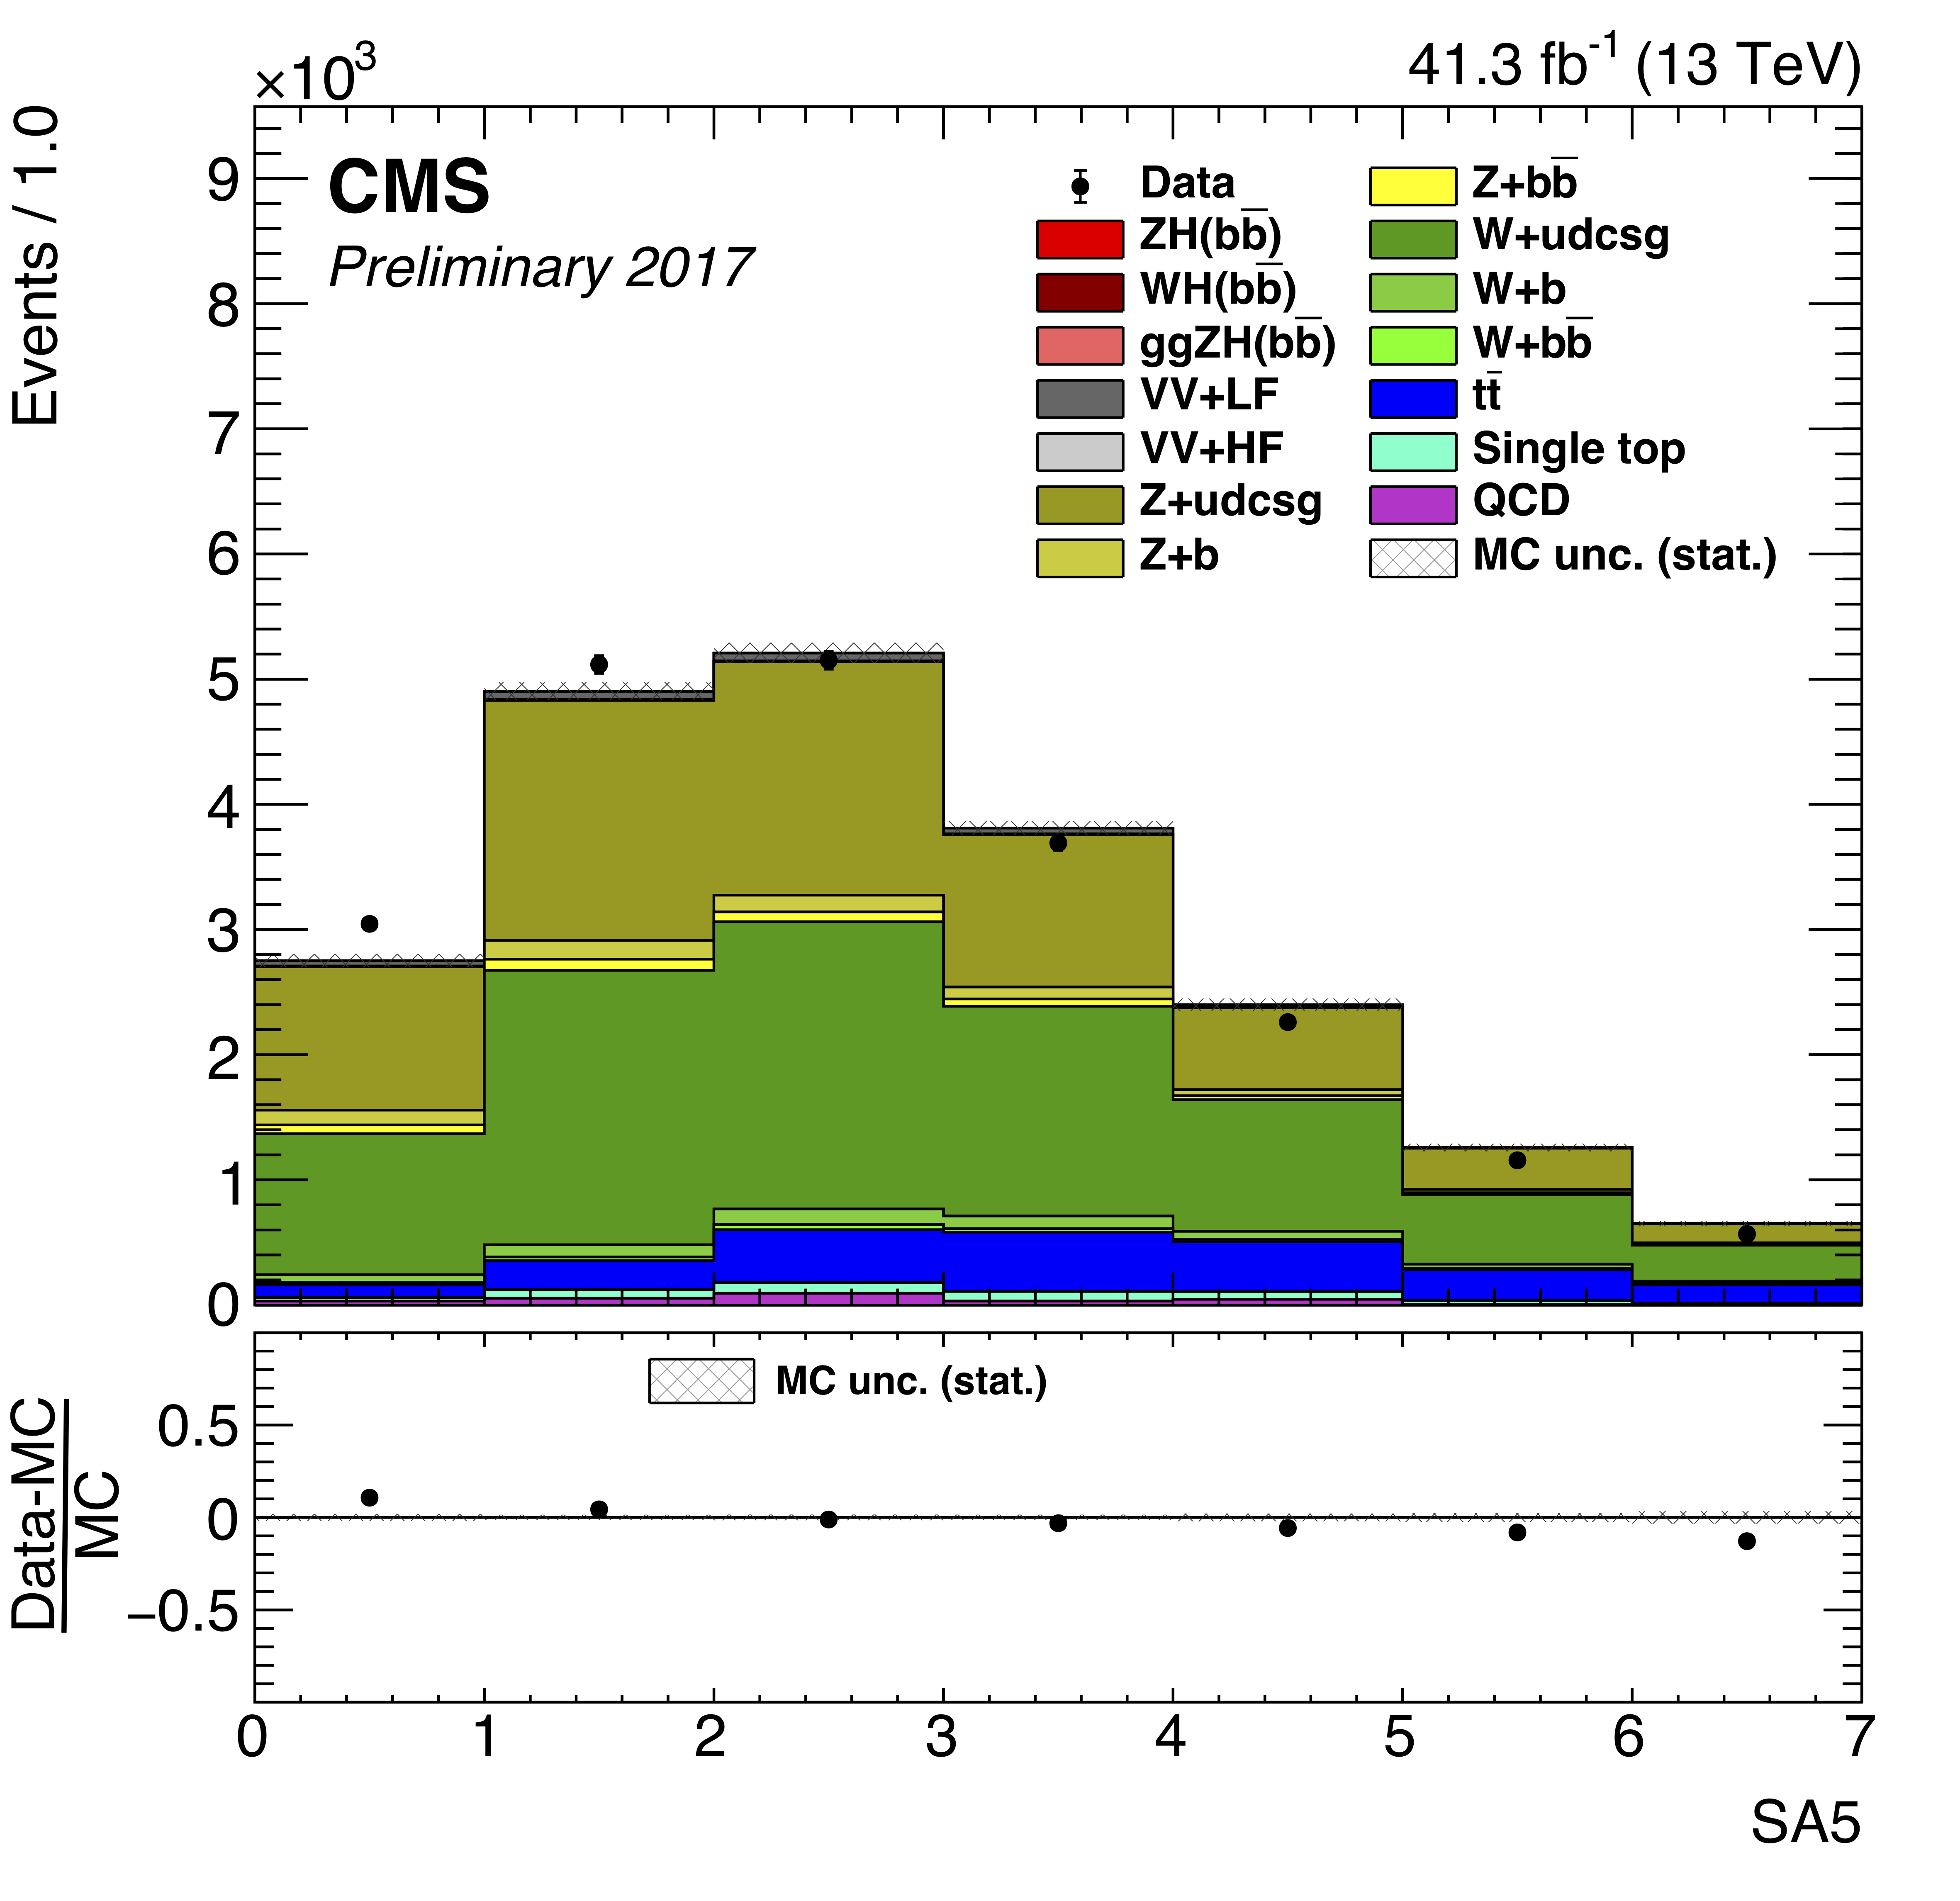 ×10³
41.3 fb⁻¹ (13 TeV)
Events / 1.0
CMS
Preliminary 2017
Data
ZH(bb̅)
WH(bb̅)
ggZH(bb̅)
VV+LF
VV+HF
Z+udcsg
Z+b
Z+bb̅
W+udcsg
W+b
W+bb̅
tt̅
Single top
QCD
MC unc. (stat.)
9
8
7
6
5
4
3
2
1
0
MC unc. (stat.)
Data-MC
MC
0.5
0
−0.5
0 1 2 3 4 5 6 7
SA5